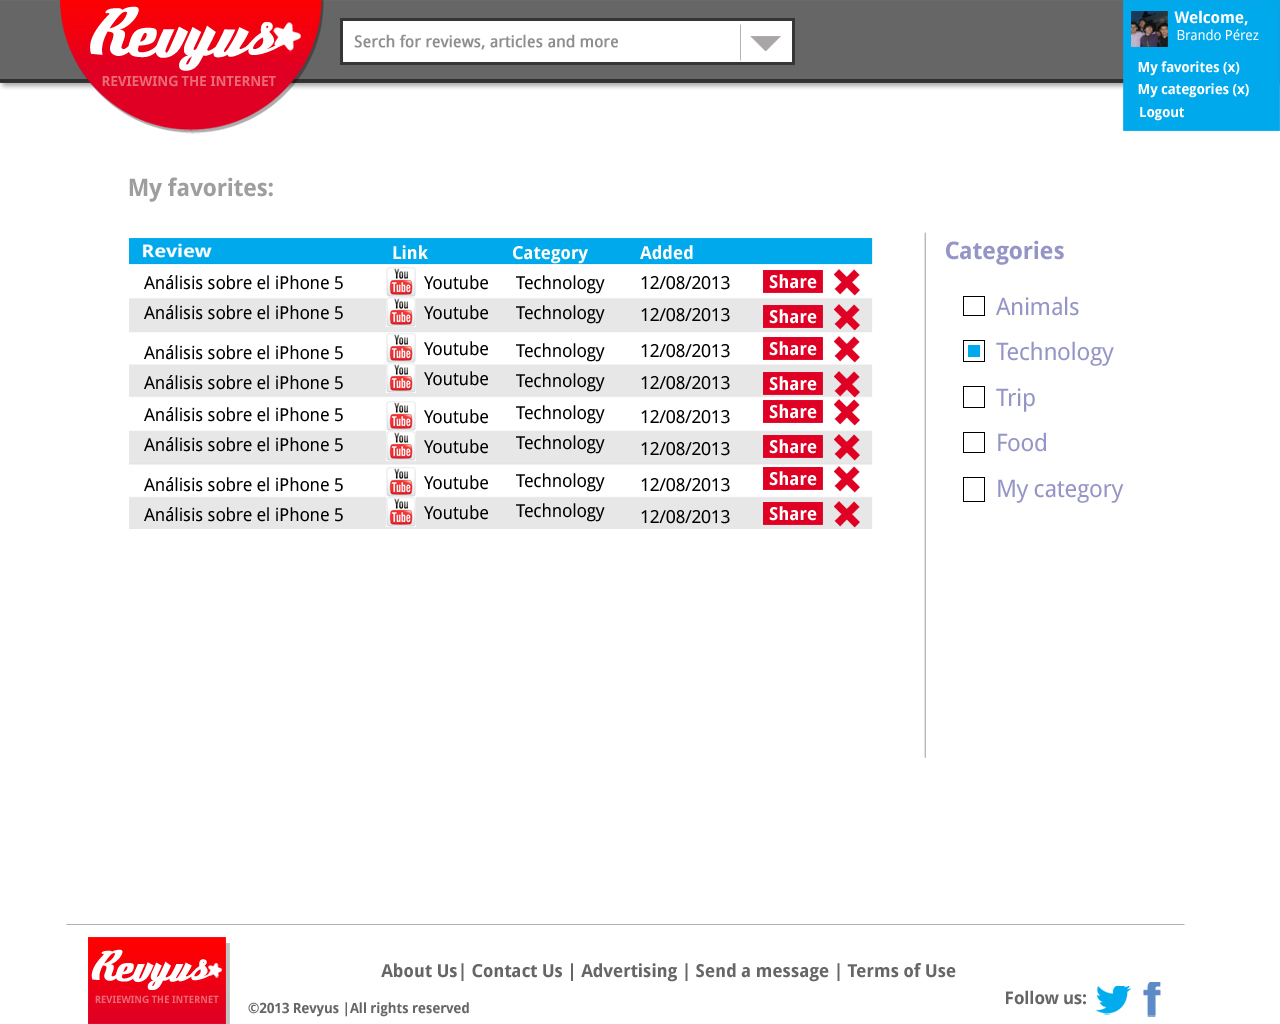 Revyus
REVIEWING THE INTERNET
Serch for reviews, articles and more
Welcome,
Brando Pérez
My favorites (x)
My categories (x)
Logout
My favorites:
Review Link Category Added
Análisis sobre el iPhone 5 You Tube Youtube Technology 12/08/2013 Share
Análisis sobre el iPhone 5 You Tube Youtube Technology 12/08/2013 Share
Análisis sobre el iPhone 5 You Tube Youtube Technology 12/08/2013 Share
Análisis sobre el iPhone 5 You Tube Youtube Technology 12/08/2013 Share
Análisis sobre el iPhone 5 You Tube Youtube Technology 12/08/2013 Share
Análisis sobre el iPhone 5 You Tube Youtube Technology 12/08/2013 Share
Análisis sobre el iPhone 5 You Tube Youtube Technology 12/08/2013 Share
Análisis sobre el iPhone 5 You Tube Youtube Technology 12/08/2013 Share
Categories
Animals
Technology
Trip
Food
My category
Revyus
REVIEWING THE INTERNET
About Us| Contact Us | Advertising | Send a message | Terms of Use
©2013 Revyus |All rights reserved
Follow us: